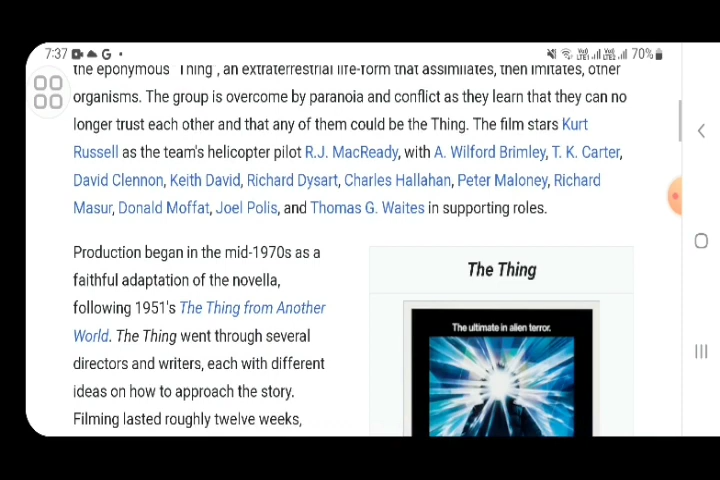 7:37 G • 70%
the eponymous "Thing", an extraterrestrial life-form that assimilates, then imitates, other
organisms. The group is overcome by paranoia and conflict as they learn that they can no
longer trust each other and that any of them could be the Thing. The film stars Kurt
Russell as the team's helicopter pilot R.J. MacReady, with A. Wilford Brimley, T. K. Carter,
David Clennon, Keith David, Richard Dysart, Charles Hallahan, Peter Maloney, Richard
Masur, Donald Moffat, Joel Polis, and Thomas G. Waites in supporting roles.
Production began in the mid-1970s as a
faithful adaptation of the novella,
following 1951's The Thing from Another
World. The Thing went through several
directors and writers, each with different
ideas on how to approach the story.
Filming lasted roughly twelve weeks,
The Thing
The ultimate in alien terror.